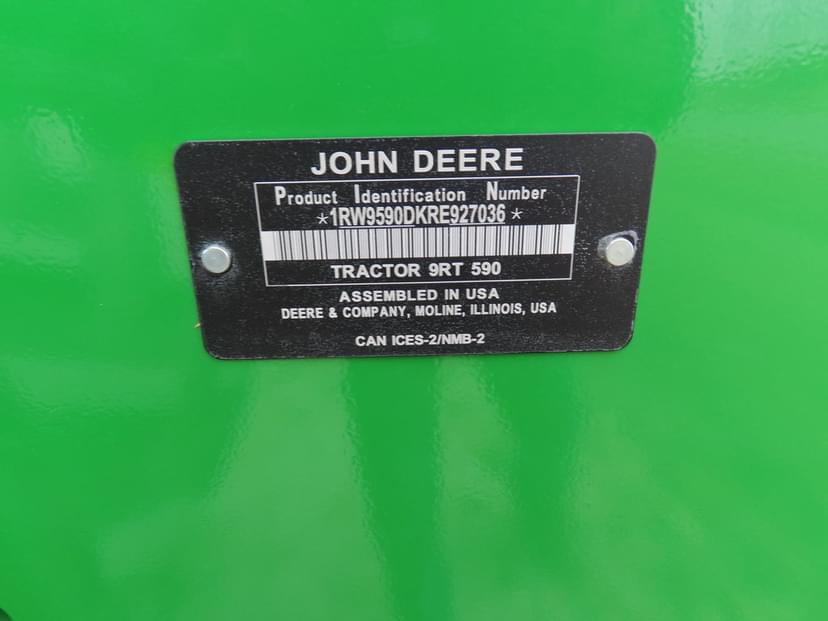 JOHN DEERE
Product Identification Number
*1RW9590DKRE927036*
TRACTOR 9RT 590
ASSEMBLED IN USA
DEERE & COMPANY, MOLINE, ILLINOIS, USA
CAN ICES-2/NMB-2